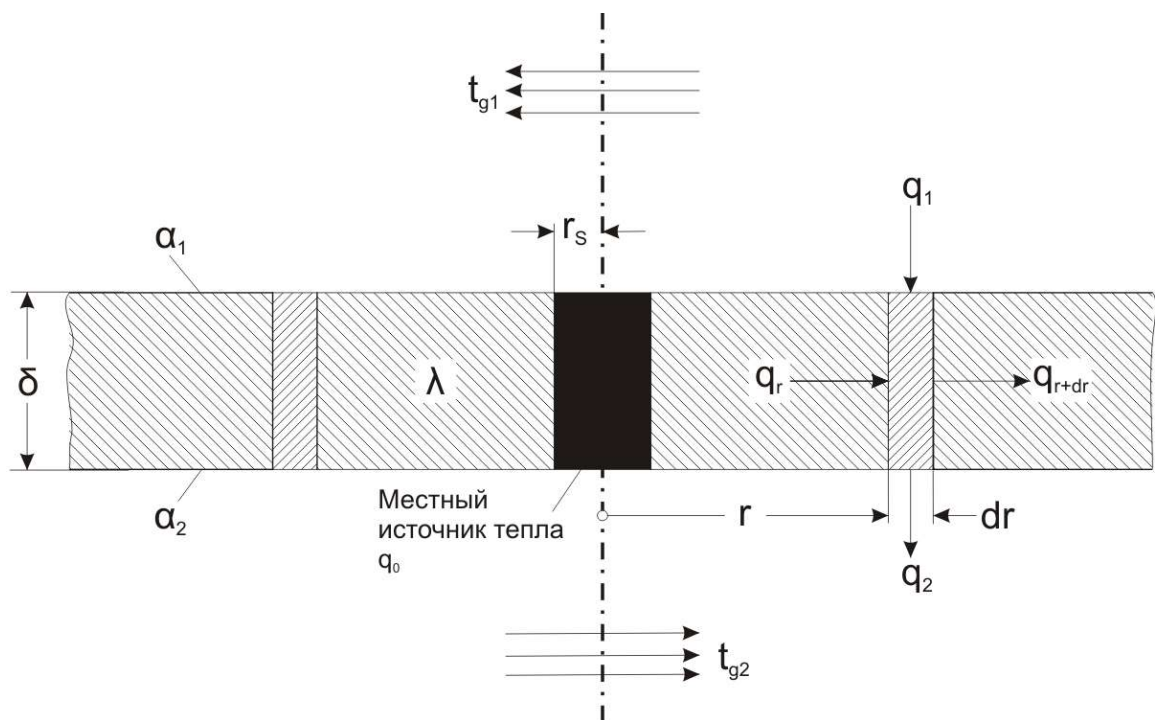 t_g1
q_1
r_S
α_1
δ
λ
q_r
q_r+dr
α_2
Местный
источник тепла
q_0
r
dr
q_2
t_g2